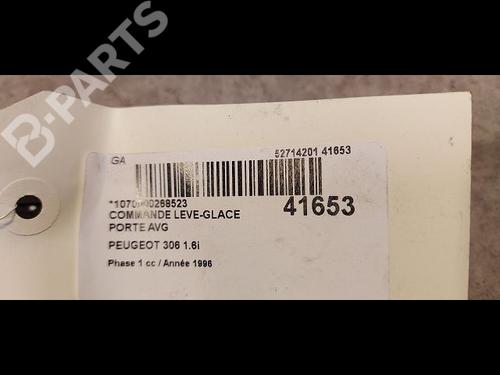 B-PARTS
GA 52714201 41653
COMMANDE LEVE-GLACE 41653
PORTE AVG
PEUGEOT 306 1.6i
Phase 1 cc / Année 1996